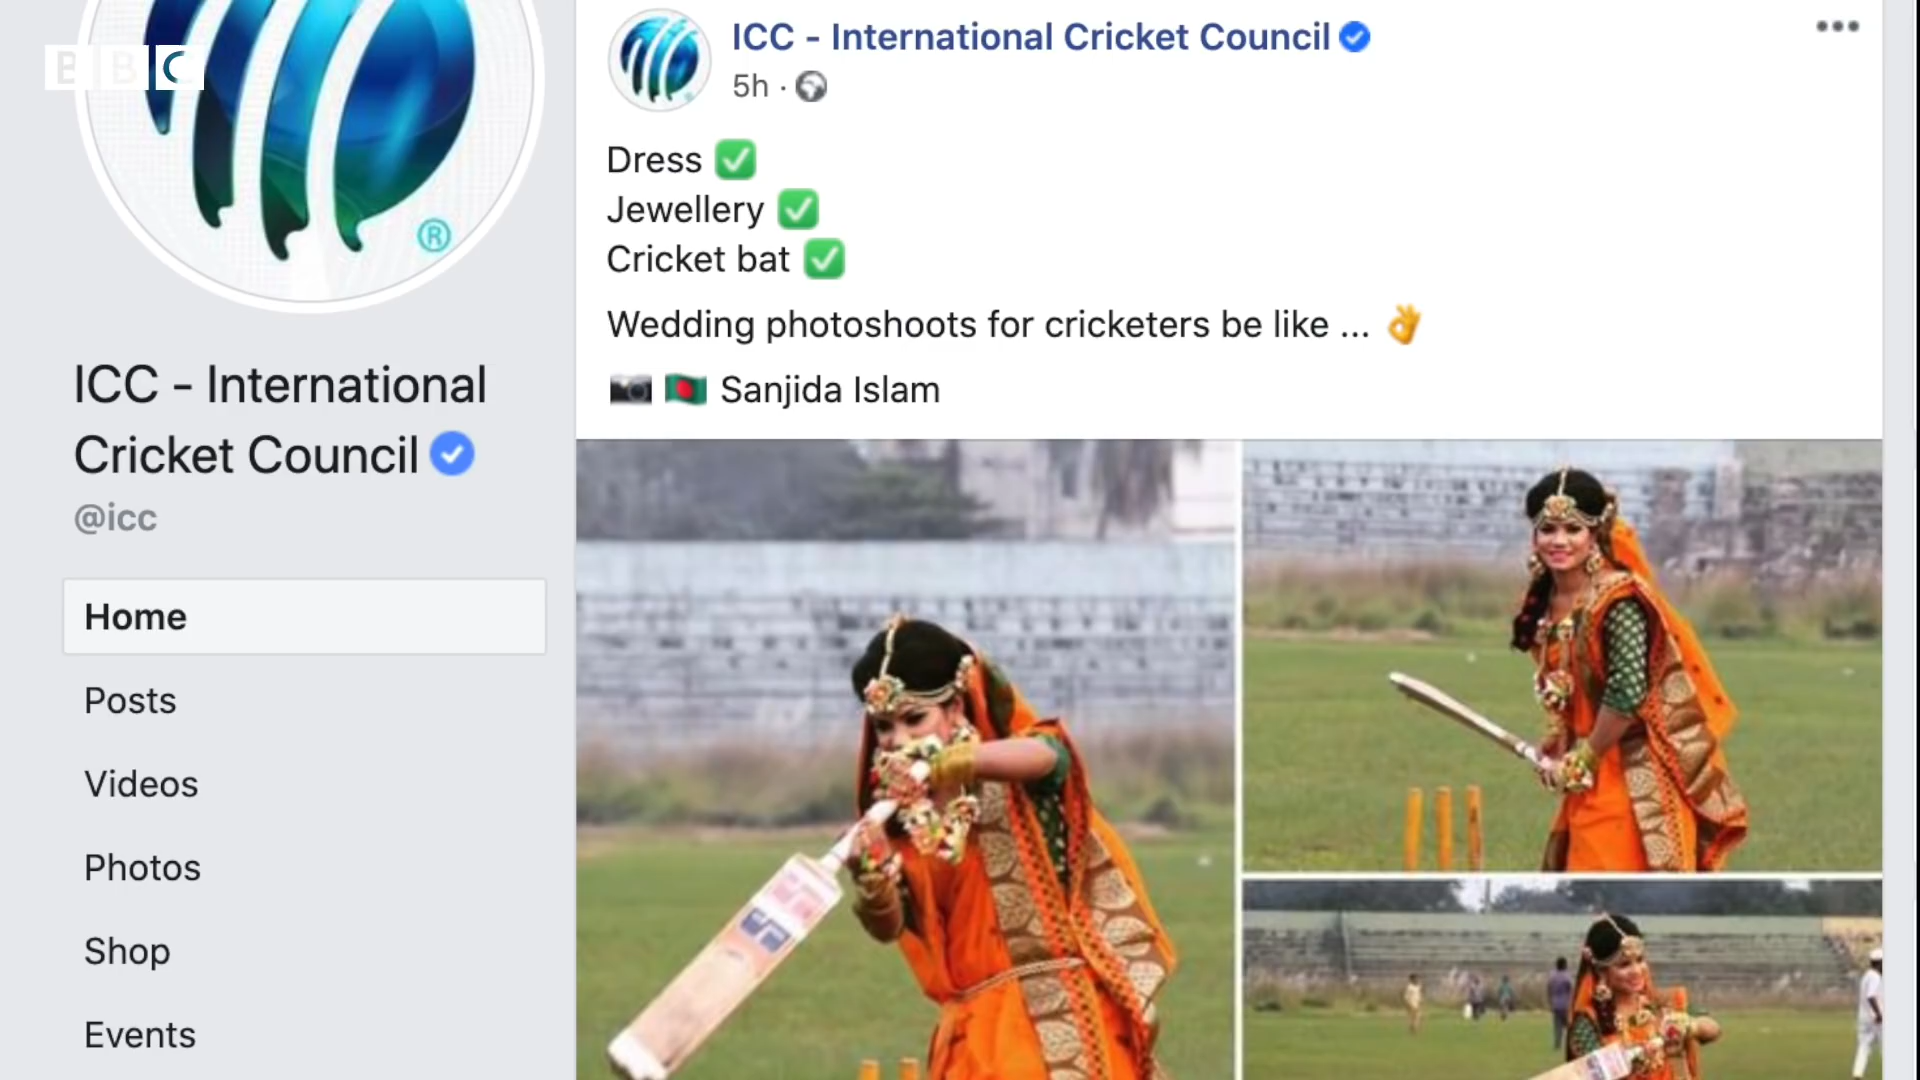 BBC
®
ICC - International
Cricket Council
@icc
Home
Posts
Videos
Photos
Shop
Events
ICC - International Cricket Council
5h ·
Dress ✅
Jewellery ✅
Cricket bat ✅
Wedding photoshoots for cricketers be like ... 👌
📷 🇧🇩 Sanjida Islam